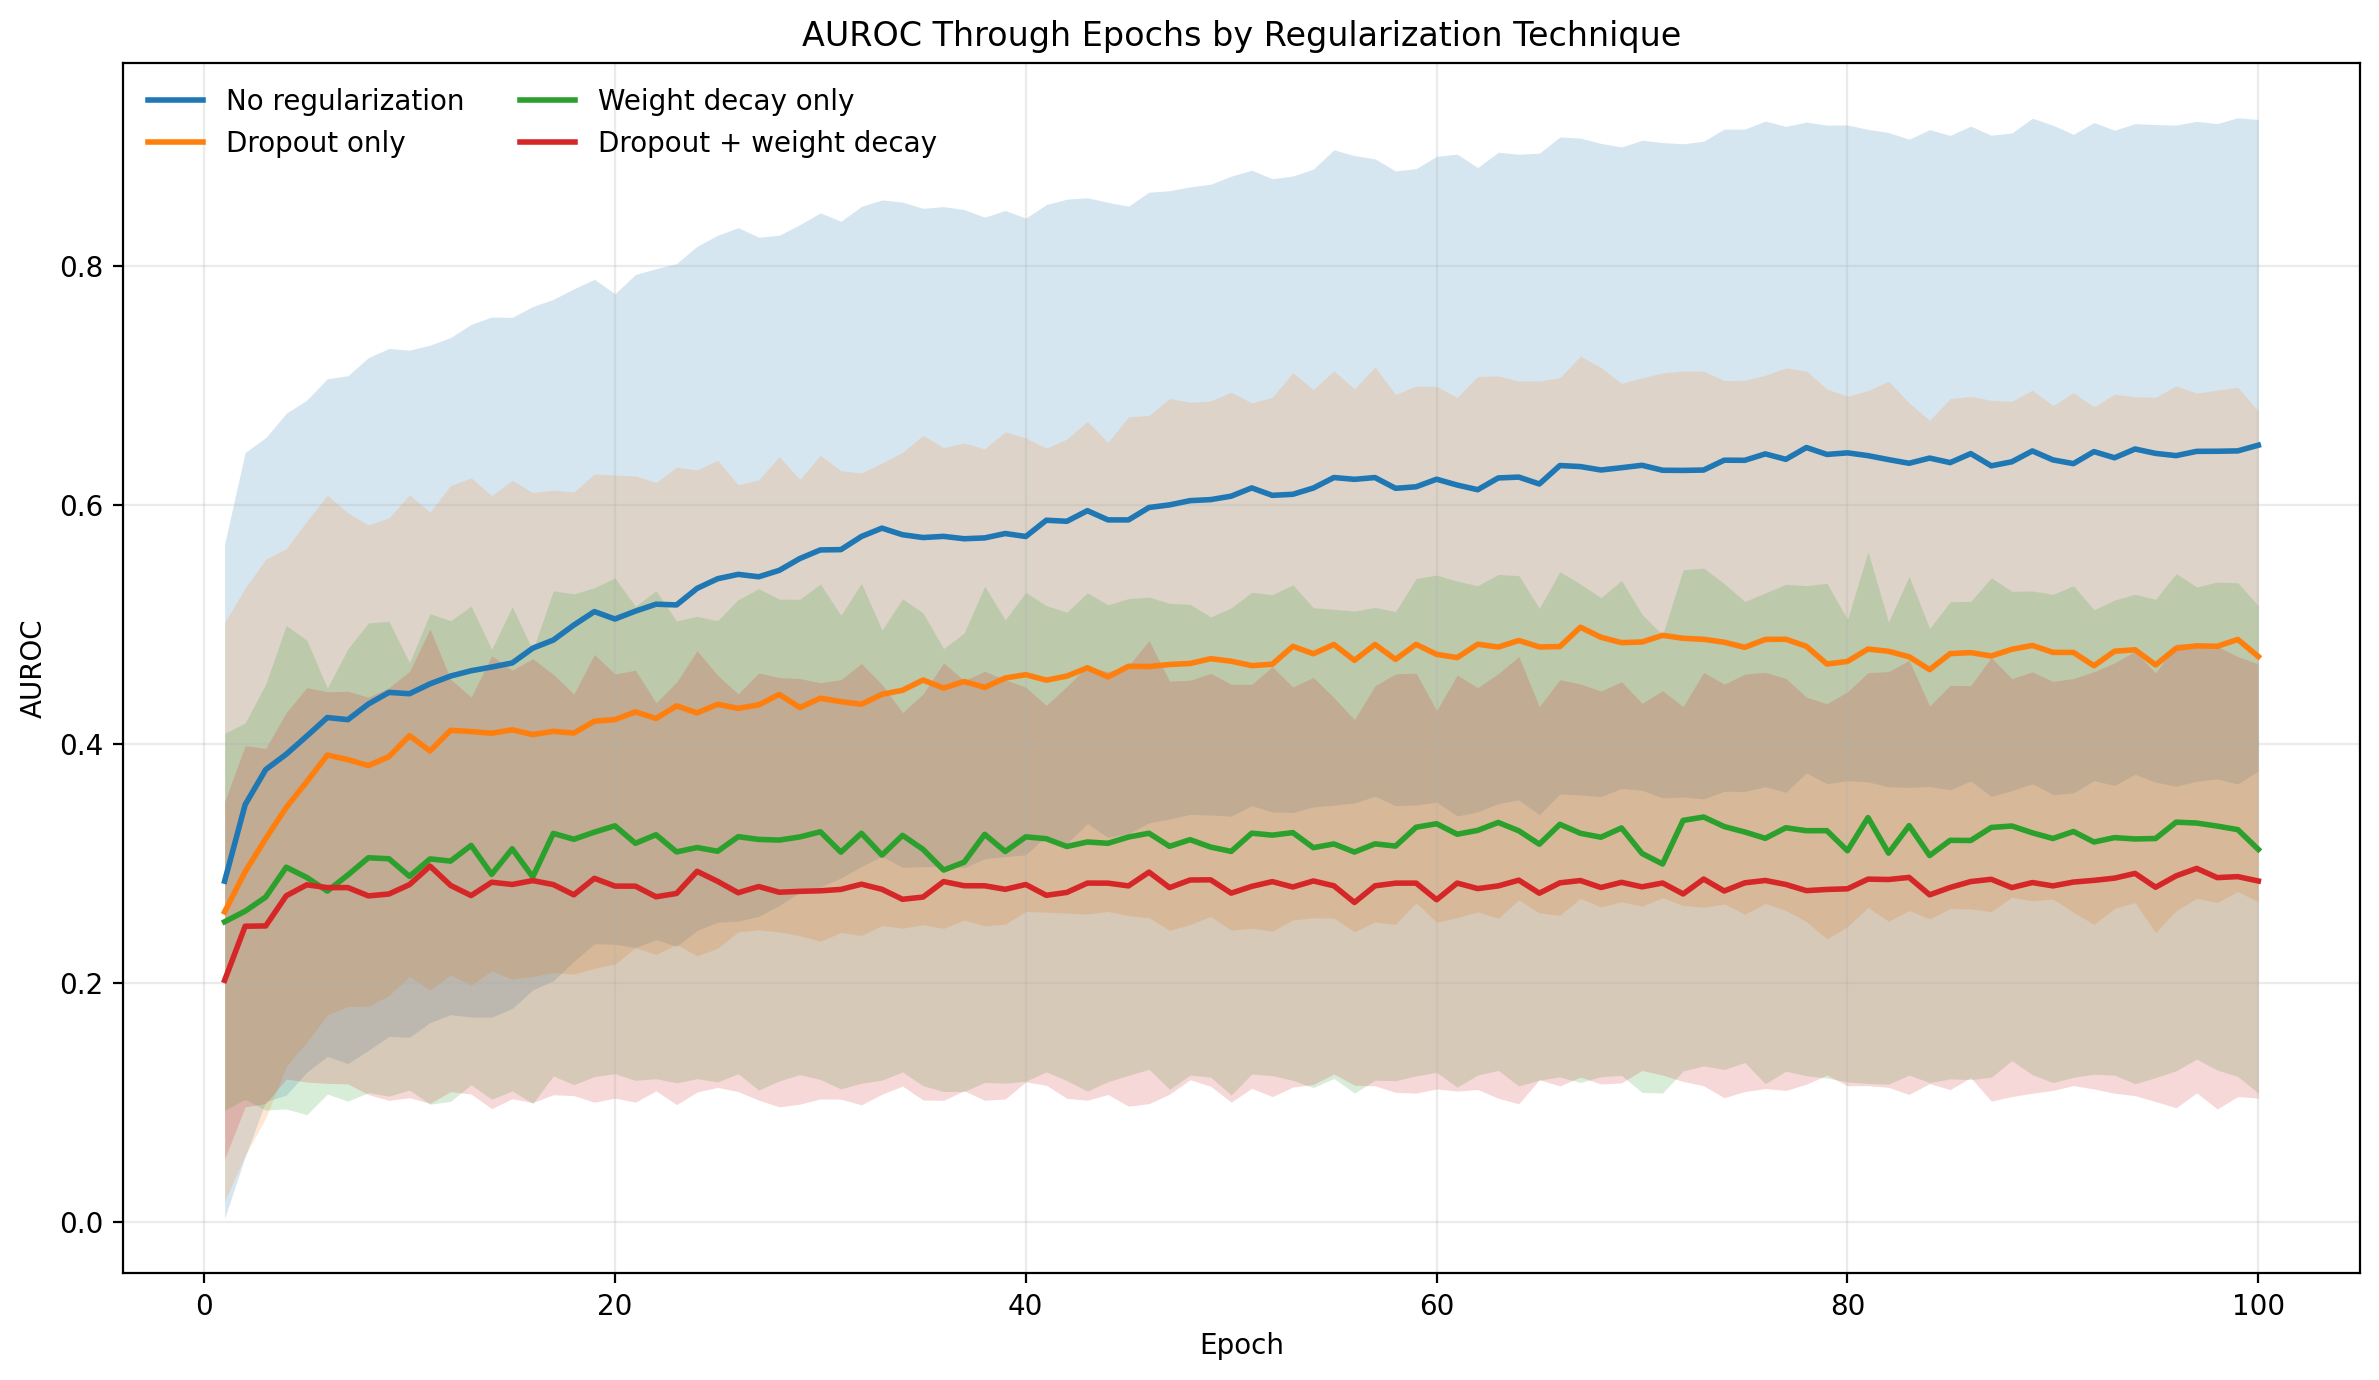 AUROC Through Epochs by Regularization Technique
No regularization
Dropout only
Weight decay only
Dropout + weight decay
AUROC
0.8
0.6
0.4
0.2
0.0
0 20 40 60 80 100
Epoch